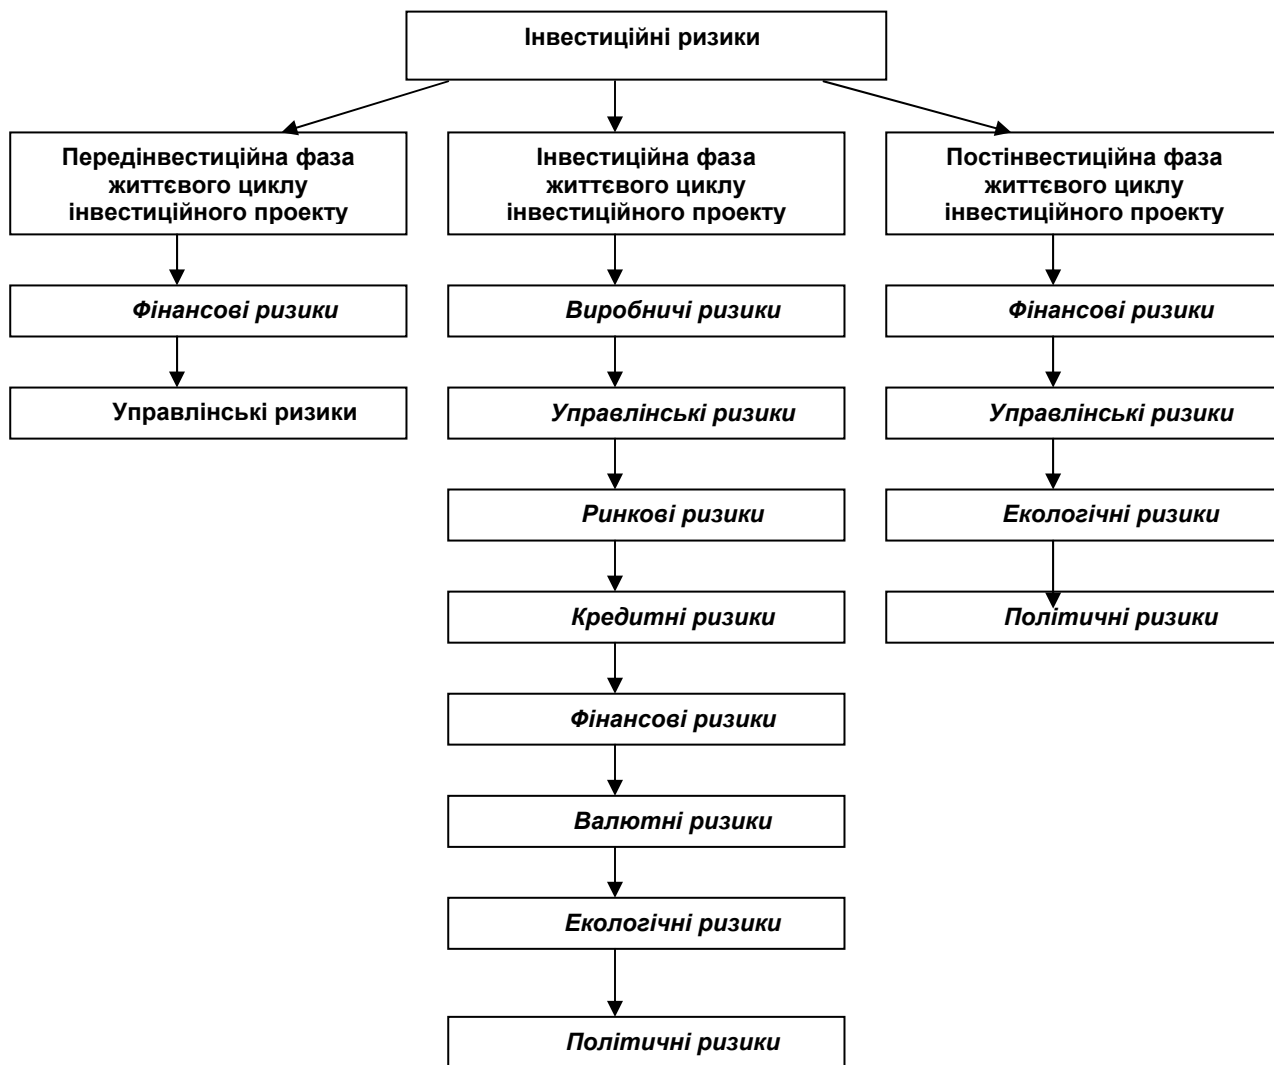 Інвестиційні ризики
Передінвестиційна фаза
життєвого циклу
інвестиційного проекту
Фінансові ризики
Управлінські ризики
Інвестиційна фаза
життєвого циклу
інвестиційного проекту
Виробничі ризики
Управлінські ризики
Ринкові ризики
Кредитні ризики
Фінансові ризики
Валютні ризики
Екологічні ризики
Політичні ризики
Постінвестиційна фаза
життєвого циклу
інвестиційного проекту
Фінансові ризики
Управлінські ризики
Екологічні ризики
Політичні ризики